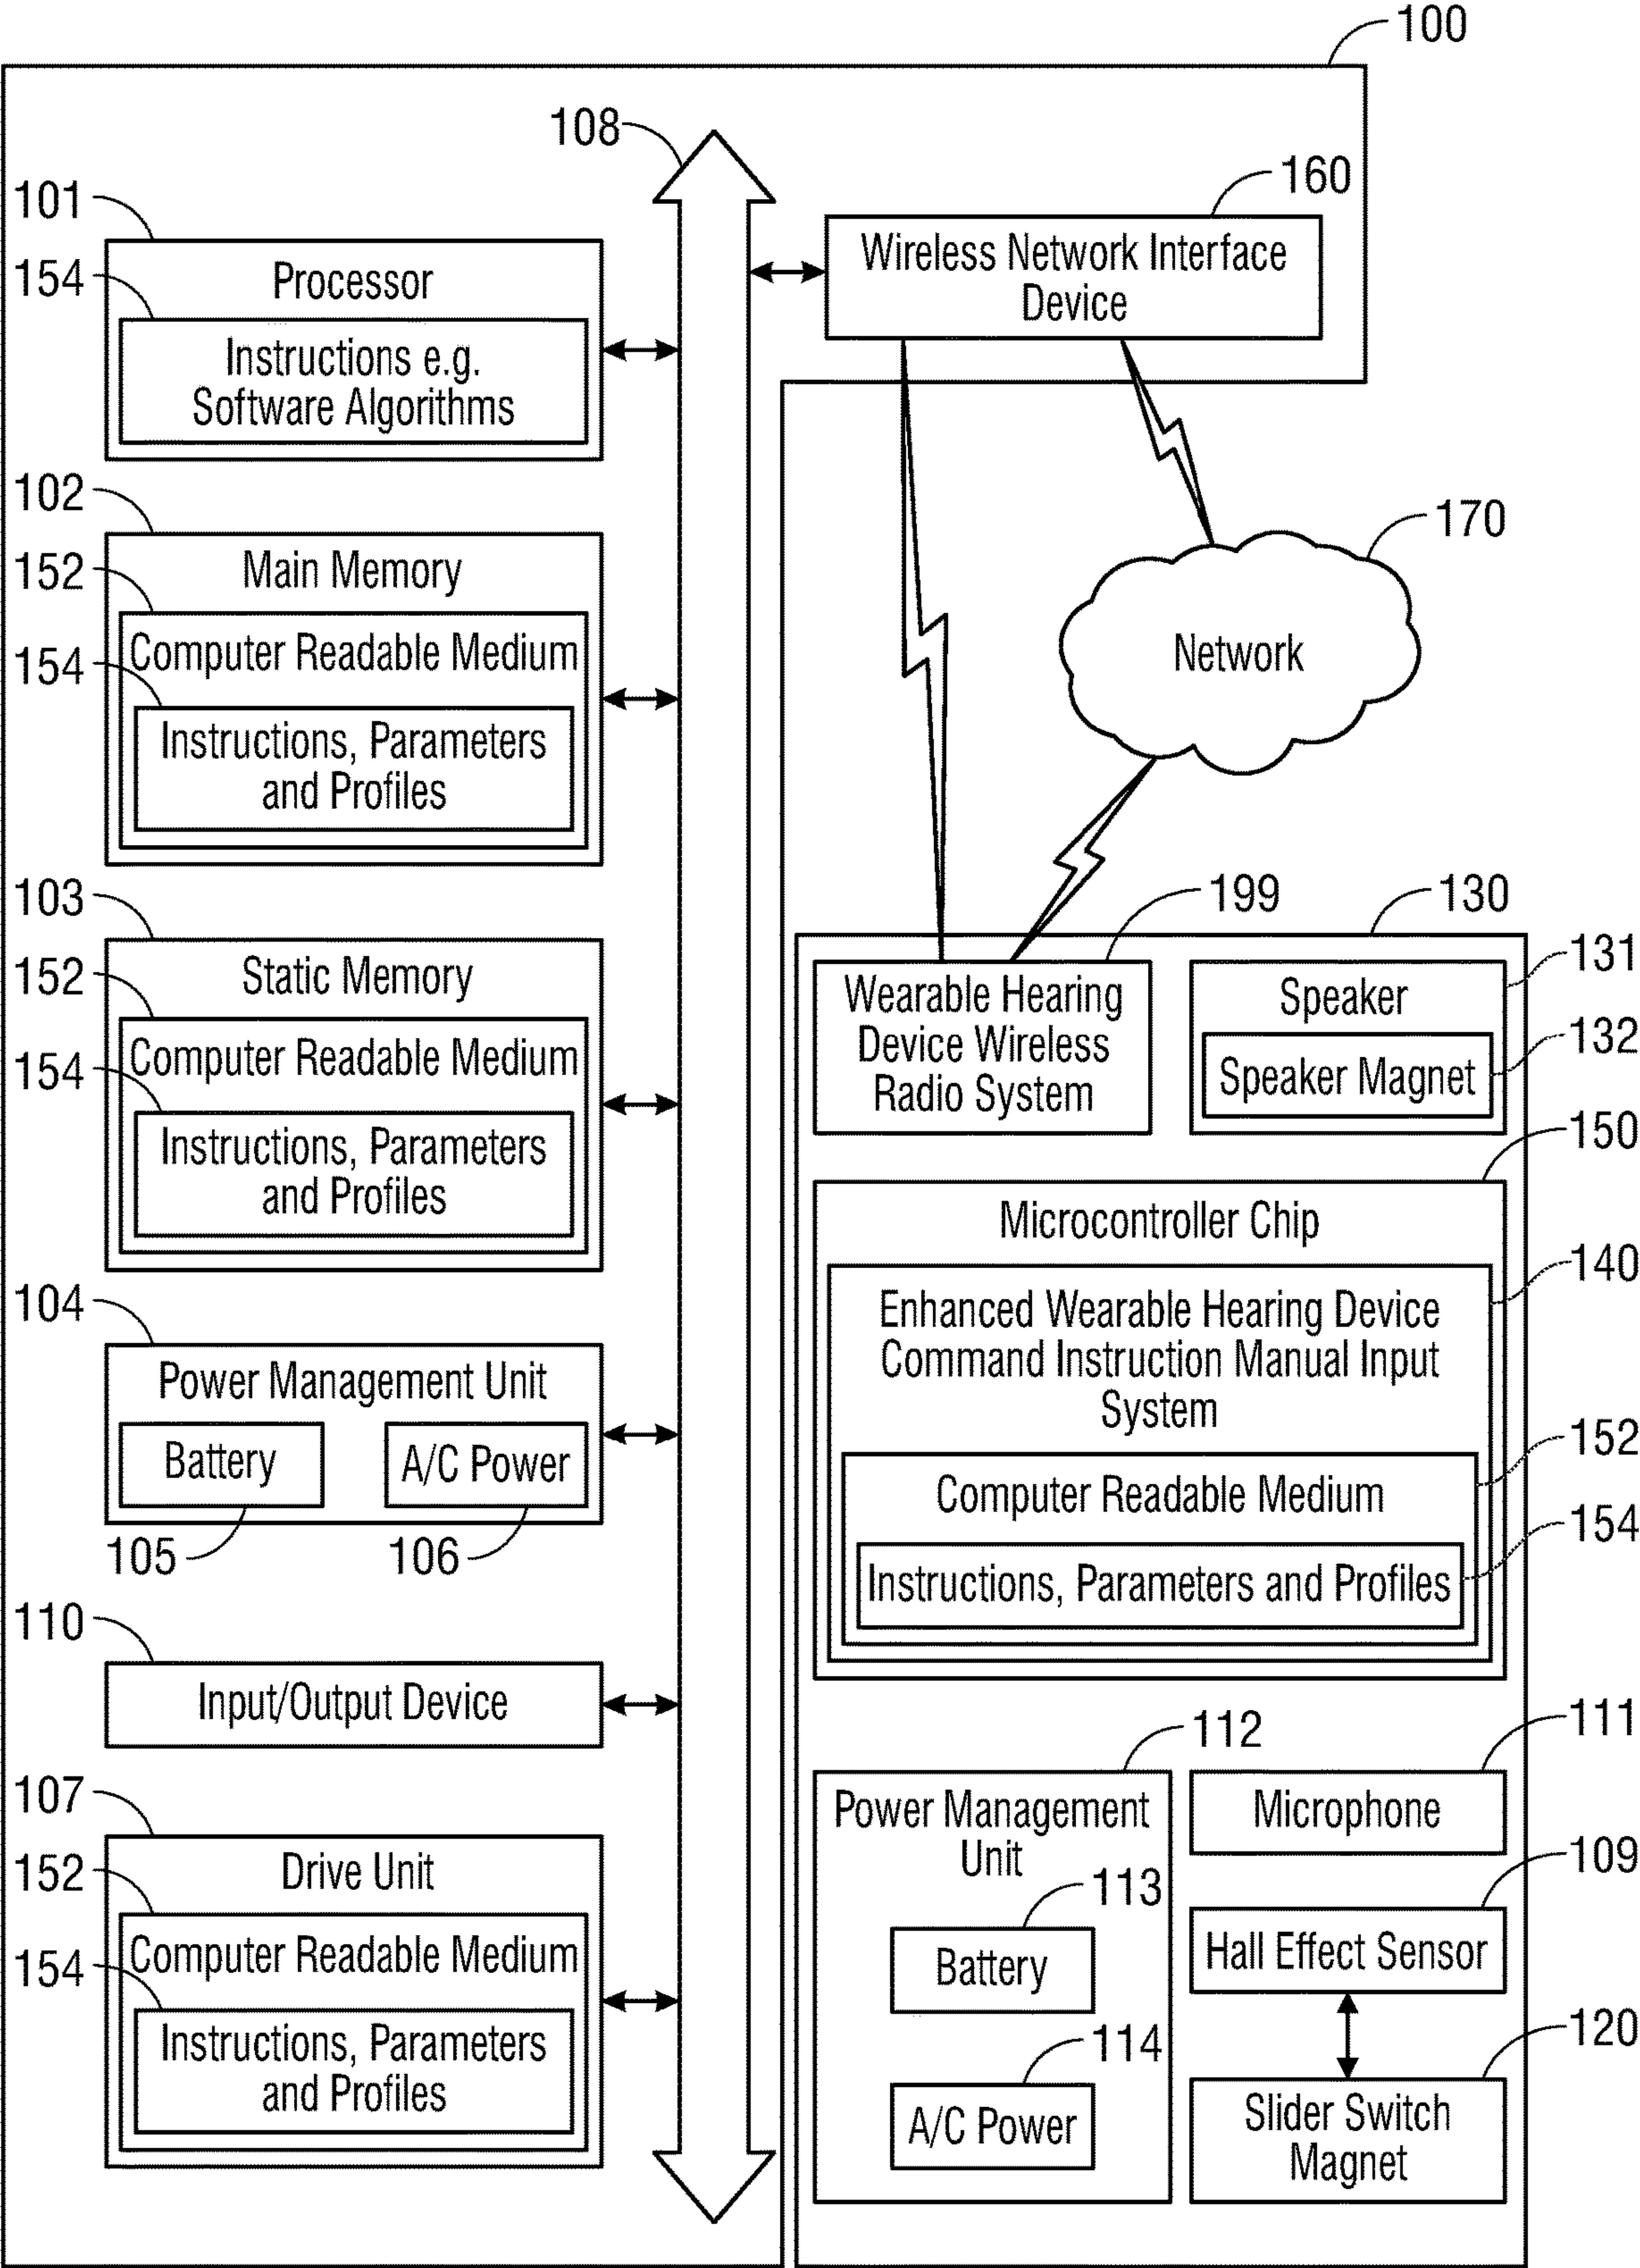 100
108
160
Wireless Network Interface
Device
101
154
Processor
Instructions e.g.
Software Algorithms
102
152
Main Memory
154
Computer Readable Medium
Instructions, Parameters
and Profiles
103
152
Static Memory
154
Computer Readable Medium
Instructions, Parameters
and Profiles
104
Power Management Unit
Battery
A/C Power
105
106
110
Input/Output Device
107
152
Drive Unit
154
Computer Readable Medium
Instructions, Parameters
and Profiles
170
Network
199
130
131
Wearable Hearing
Device Wireless
Radio System
Speaker
132
Speaker Magnet
150
Microcontroller Chip
140
Enhanced Wearable Hearing Device
Command Instruction Manual Input
System
152
Computer Readable Medium
154
Instructions, Parameters and Profiles
112
Power Management
Unit
113
Battery
114
A/C Power
111
Microphone
109
Hall Effect Sensor
120
Slider Switch
Magnet